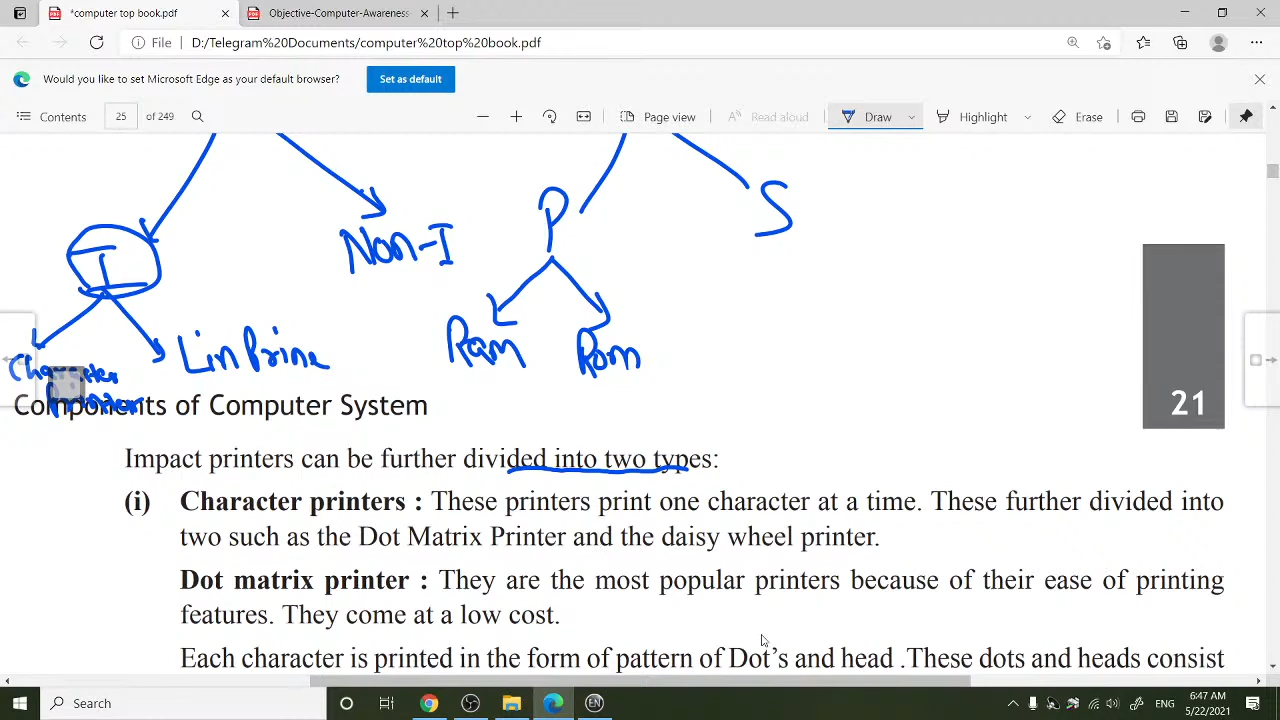 *computer top book.pdf
Objective-Computer-Awareness-
File D:/Telegram%20Documents/computer%20top%20book.pdf
Would you like to set Microsoft Edge as your default browser? Set as default
Contents 25 of 249 Page view Read aloud Draw Highlight Erase
P S
I Non-I
Ram Rom
Character Printer
LinPrine
Components of Computer System
21
Impact printers can be further divided into two types:
(i) Character printers : These printers print one character at a time. These further divided into
two such as the Dot Matrix Printer and the daisy wheel printer.
Dot matrix printer : They are the most popular printers because of their ease of printing
features. They come at a low cost.
Each character is printed in the form of pattern of Dot’s and head .These dots and heads consist
Search
EN
ENG
6:47 AM
5/22/2021